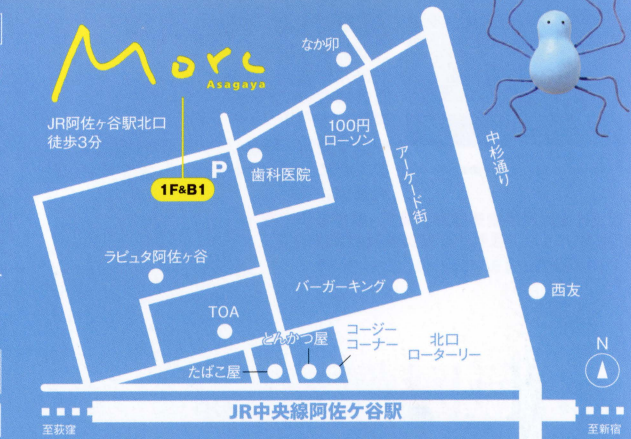 More
Asagaya
JR阿佐ヶ谷駅北口
徒歩3分
なか卯
100円
ローソン
中杉通り
アーケード街
P
歯科医院
1F&B1
ラピュタ阿佐ヶ谷
TOA
バーガーキング
西友
とんかつ屋
コージー
コーナー
北口
ロータリー
たばこ屋
N
JR中央線阿佐ケ谷駅
至荻窪
至新宿